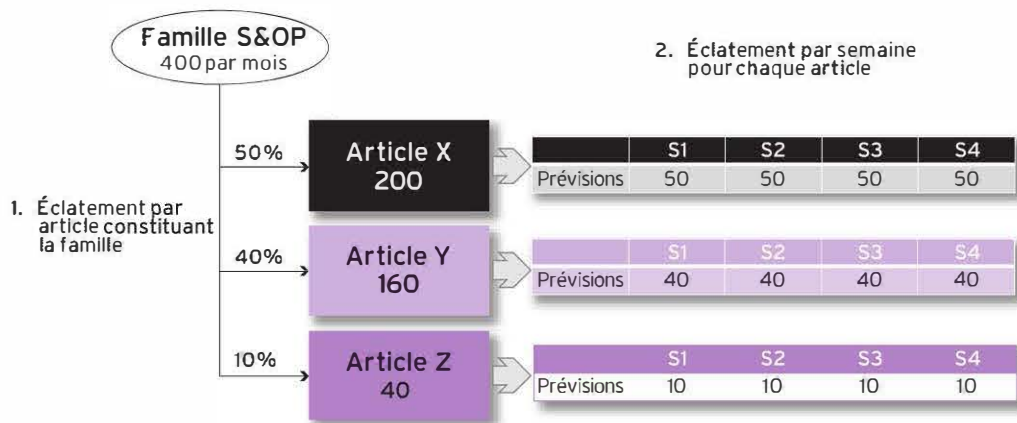 Famille S&OP
400 par mois
2. Éclatement par semaine
pour chaque article
1. Éclatement par
article constituant
la famille
50%
Article X
200
S1 S2 S3 S4
Prévisions 50 50 50 50
40%
Article Y
160
S1 S2 S3 S4
Prévisions 40 40 40 40
10%
Article Z
40
S1 S2 S3 S4
Prévisions 10 10 10 10